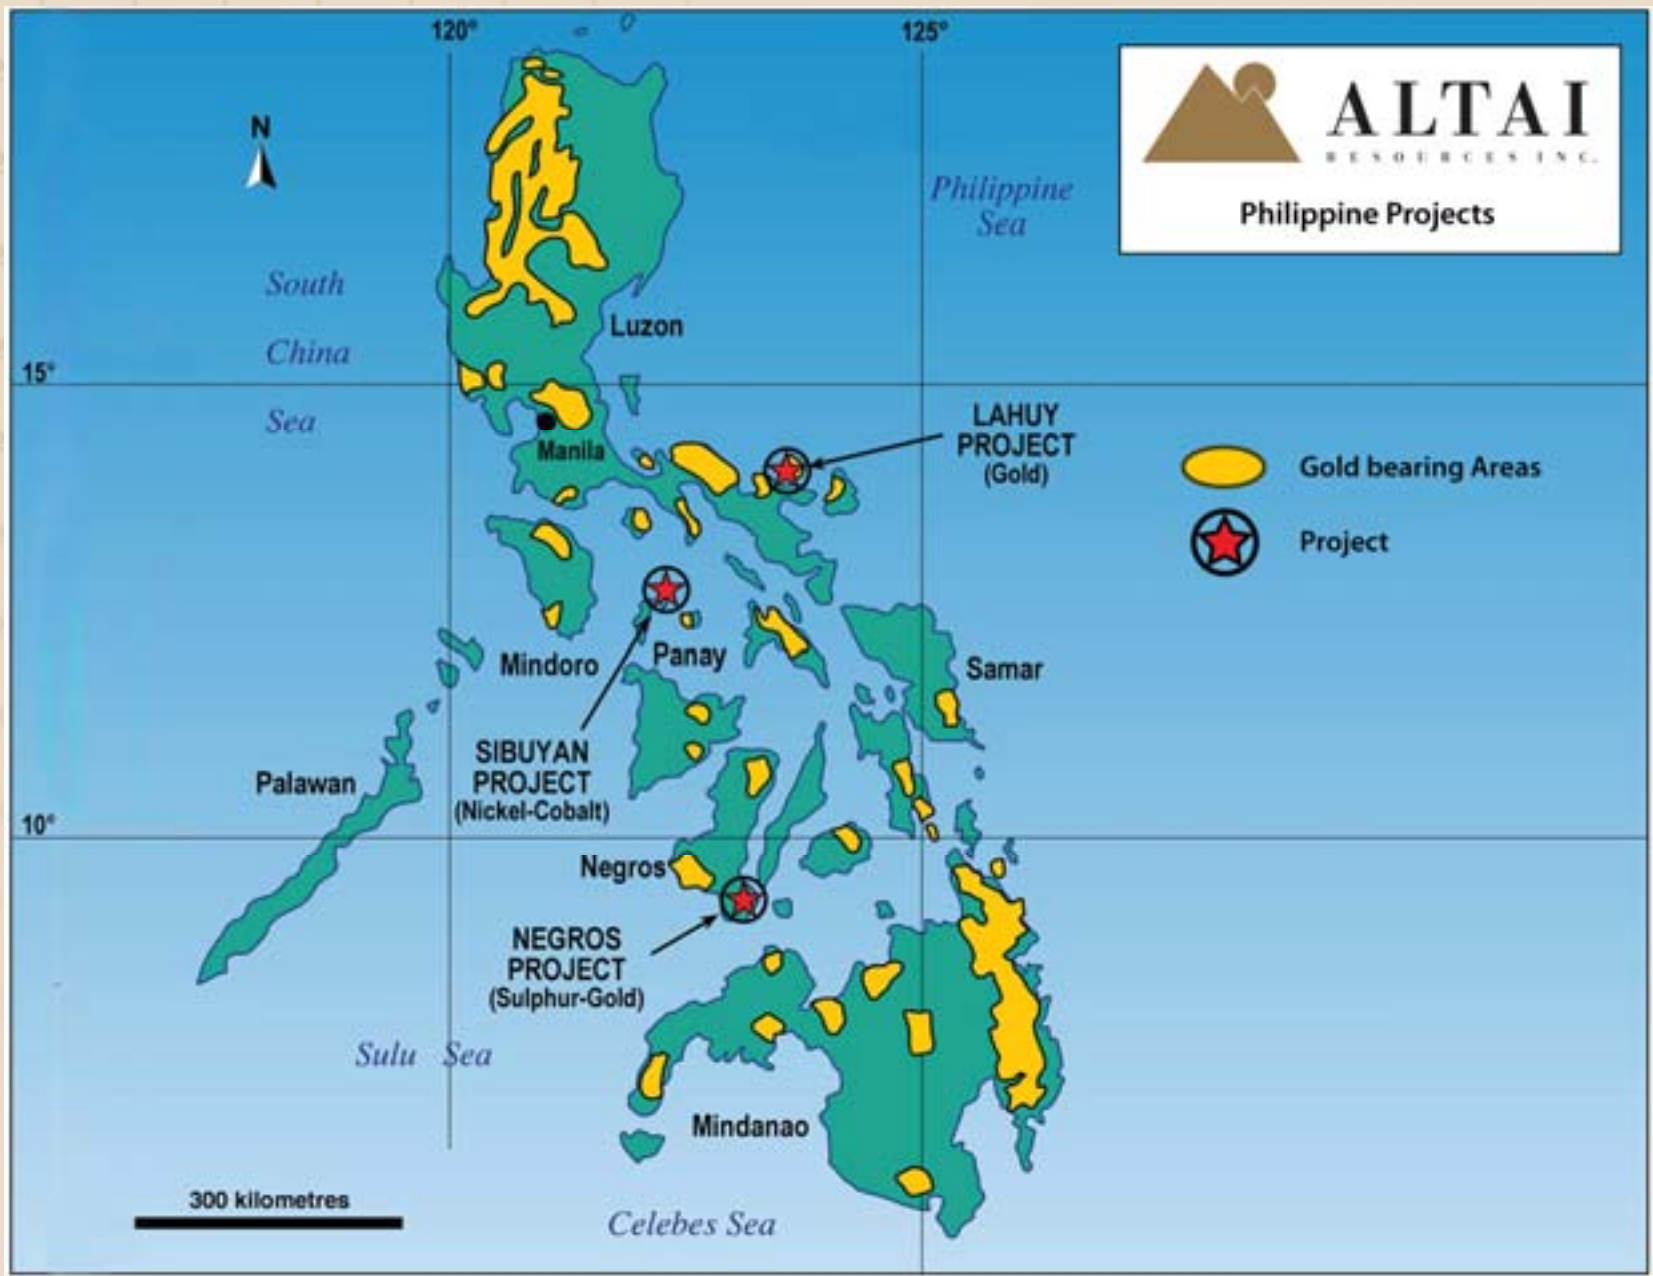 120°
125°
N
ALTAI
RESOURCES INC.
Philippine Projects
Philippine
Sea
South
China
Sea
Luzon
15°
Manila
LAHUY
PROJECT
(Gold)
Gold bearing Areas
Project
Mindoro
Panay
Samar
SIBUYAN
PROJECT
(Nickel-Cobalt)
Palawan
10°
Negros
NEGROS
PROJECT
(Sulphur-Gold)
Sulu Sea
Mindanao
300 kilometres
Celebes Sea